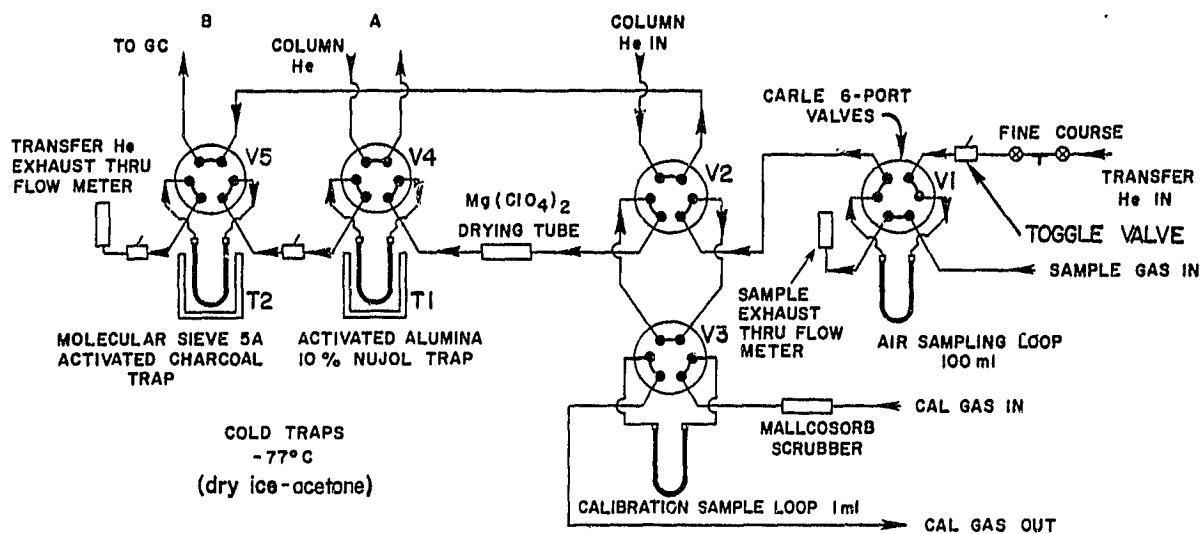 B
A
TO GC
COLUMN
He
COLUMN
He IN
CARLE 6-PORT
VALVES
FINE COURSE
TRANSFER He
EXHAUST THRU
FLOW METER
V5
V4
V2
V1
TRANSFER
He IN
Mg(ClO4)2
DRYING TUBE
TOGGLE VALVE
SAMPLE GAS IN
T2
T1
SAMPLE
EXHAUST
THRU FLOW
METER
AIR SAMPLING LOOP
100 ml
MOLECULAR SIEVE 5A
ACTIVATED CHARCOAL
TRAP
ACTIVATED ALUMINA
10% NUJOL TRAP
V3
CAL GAS IN
MALLCOSORB
SCRUBBER
COLD TRAPS
-77°C
(dry ice-acetone)
CALIBRATION SAMPLE LOOP 1ml
CAL GAS OUT